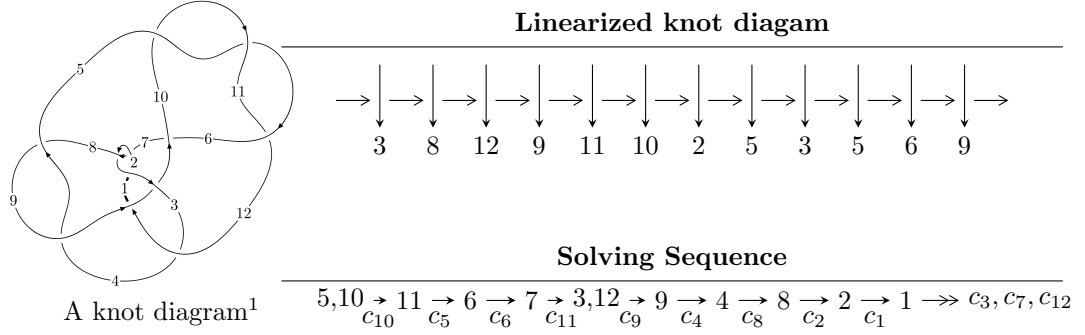 Linearized knot diagam
3 8 12 9 11 10 2 5 3 5 6 9
Solving Sequence
5,10 11 6 7 3,12 9 4 8 2 1 c3, c7, c12
c10 c5 c6 c11 c9 c4 c8 c2 c1
5
10
11
7
6
8
2
1
3
9
12
4
A knot diagram1